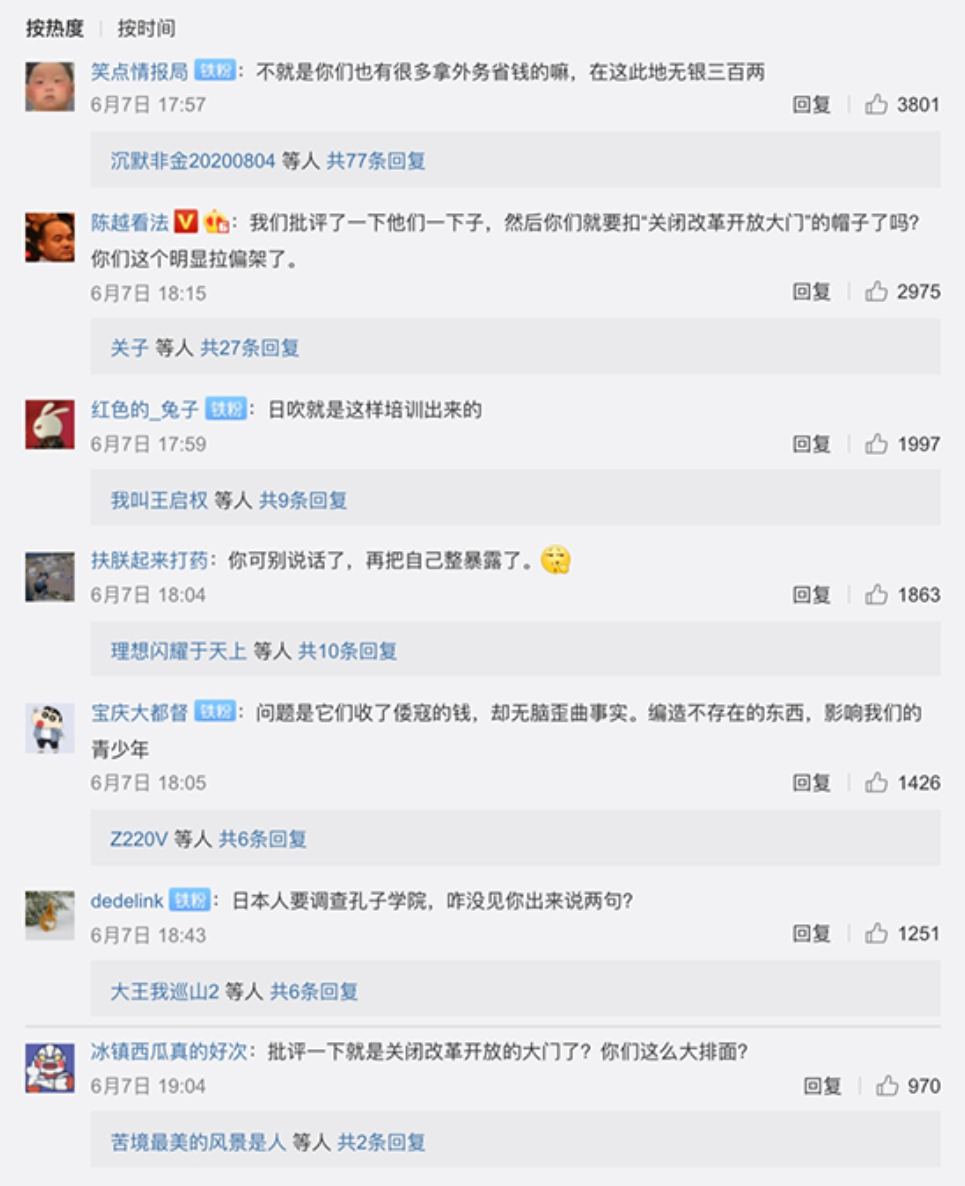 按热度 | 按时间
笑点情报局 铁粉：不就是你们也有很多拿外务省钱的嘛，在这此地无银三百两
6月7日 17:57 回复 3801
沉默非金20200804 等人 共77条回复
陈越看法 V ：我们批评了一下他们一下子，然后你们就要扣“关闭改革开放大门”的帽子了吗？
你们这个明显拉偏架了。
6月7日 18:15 回复 2975
关子 等人 共27条回复
红色的_兔子 铁粉：日吹就是这样培训出来的
6月7日 17:59 回复 1997
我叫王启权 等人 共9条回复
扶朕起来打药：你可别说话了，再把自己整暴露了。
6月7日 18:04 回复 1863
理想闪耀于天上 等人 共10条回复
宝庆大都督 铁粉：问题是它们收了倭寇的钱，却无脑歪曲事实。编造不存在的东西，影响我们的
青少年
6月7日 18:05 回复 1426
Z220V 等人 共6条回复
dedelink 铁粉：日本人要调查孔子学院，咋没见你出来说两句？
6月7日 18:43 回复 1251
大王我巡山2 等人 共6条回复
冰镇西瓜真的好次：批评一下就是关闭改革开放的大门了？你们这么大排面？
6月7日 19:04 回复 970
苦境最美的风景是人 等人 共2条回复